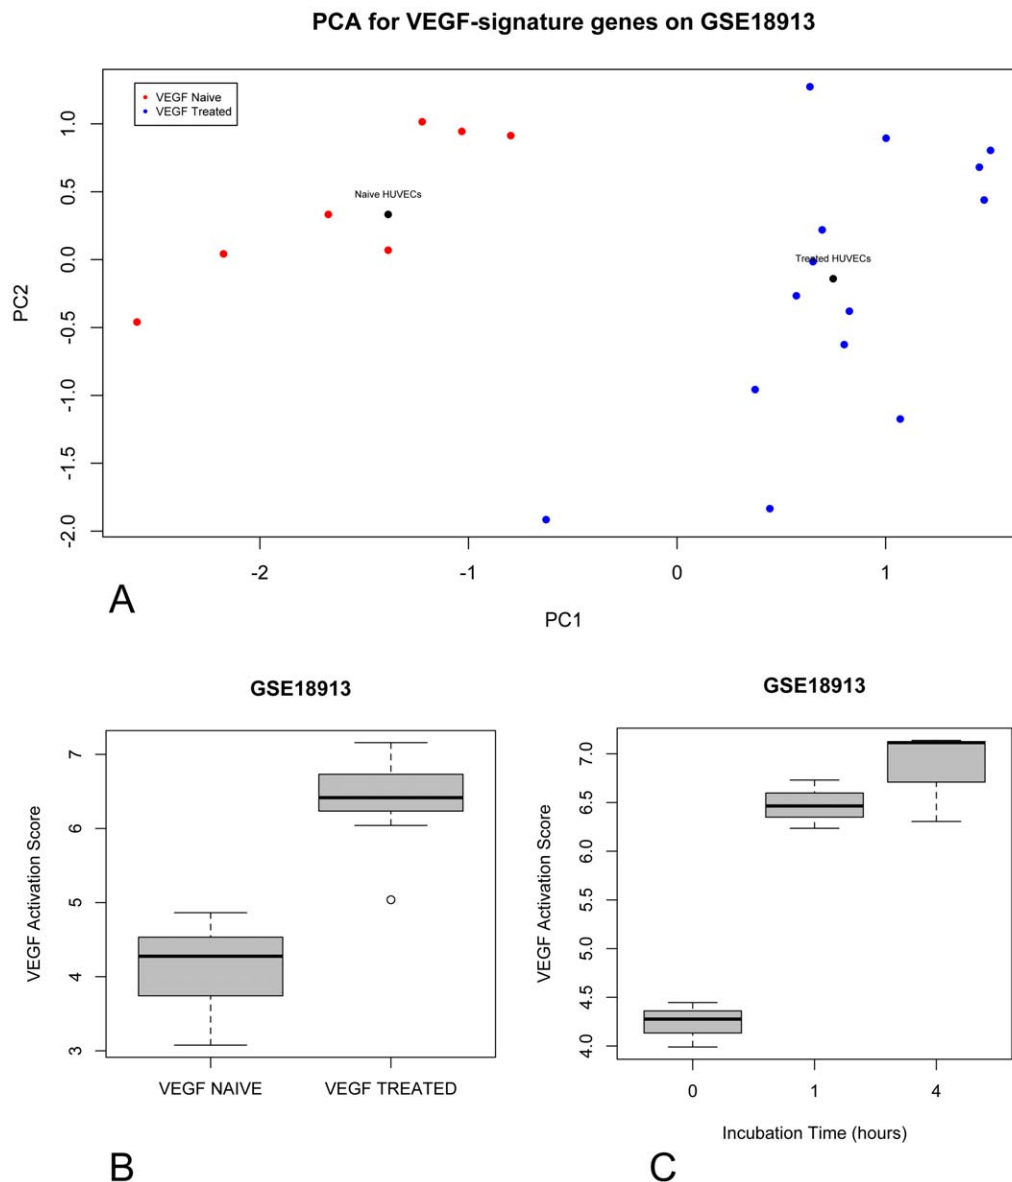 PCA for VEGF-signature genes on GSE18913
VEGF Naive
VEGF Treated
Naive HUVECs
Treated HUVECs
1.0
0.5
0.0
-0.5
-1.0
-1.5
-2.0
PC2
-2
-1
0
1
PC1
A
GSE18913
7
6
5
4
3
VEGF Activation Score
VEGF NAIVE
VEGF TREATED
B
GSE18913
7.0
6.5
6.0
5.5
5.0
4.5
4.0
VEGF Activation Score
0
1
4
Incubation Time (hours)
C